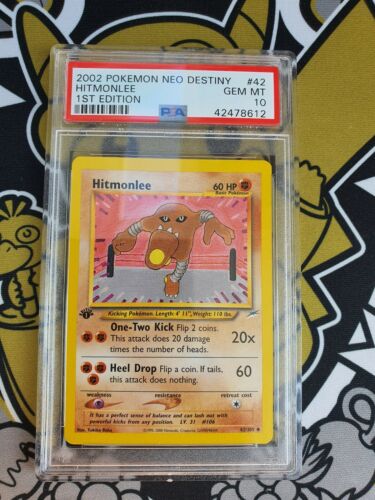 2002 POKEMON NEO DESTINY #42
HITMONLEE GEM MT
1ST EDITION 10
PSA 42478612
Hitmonlee 60 HP
Basic Pokémon
Kicking Pokémon. Length: 4' 11", Weight: 110 lbs.
One-Two Kick Flip 2 coins.
This attack does 20 damage 20x
times the number of heads.
Heel Drop Flip a coin. If tails, 60
this attack does nothing.
weakness resistance retreat cost
It has a perfect sense of balance and can lash out with
powerful kicks from any position. LV. 31 #106
Illus. Yukiko Baba